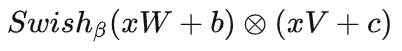 Swish_β(xW + b) ⊗ (xV + c)